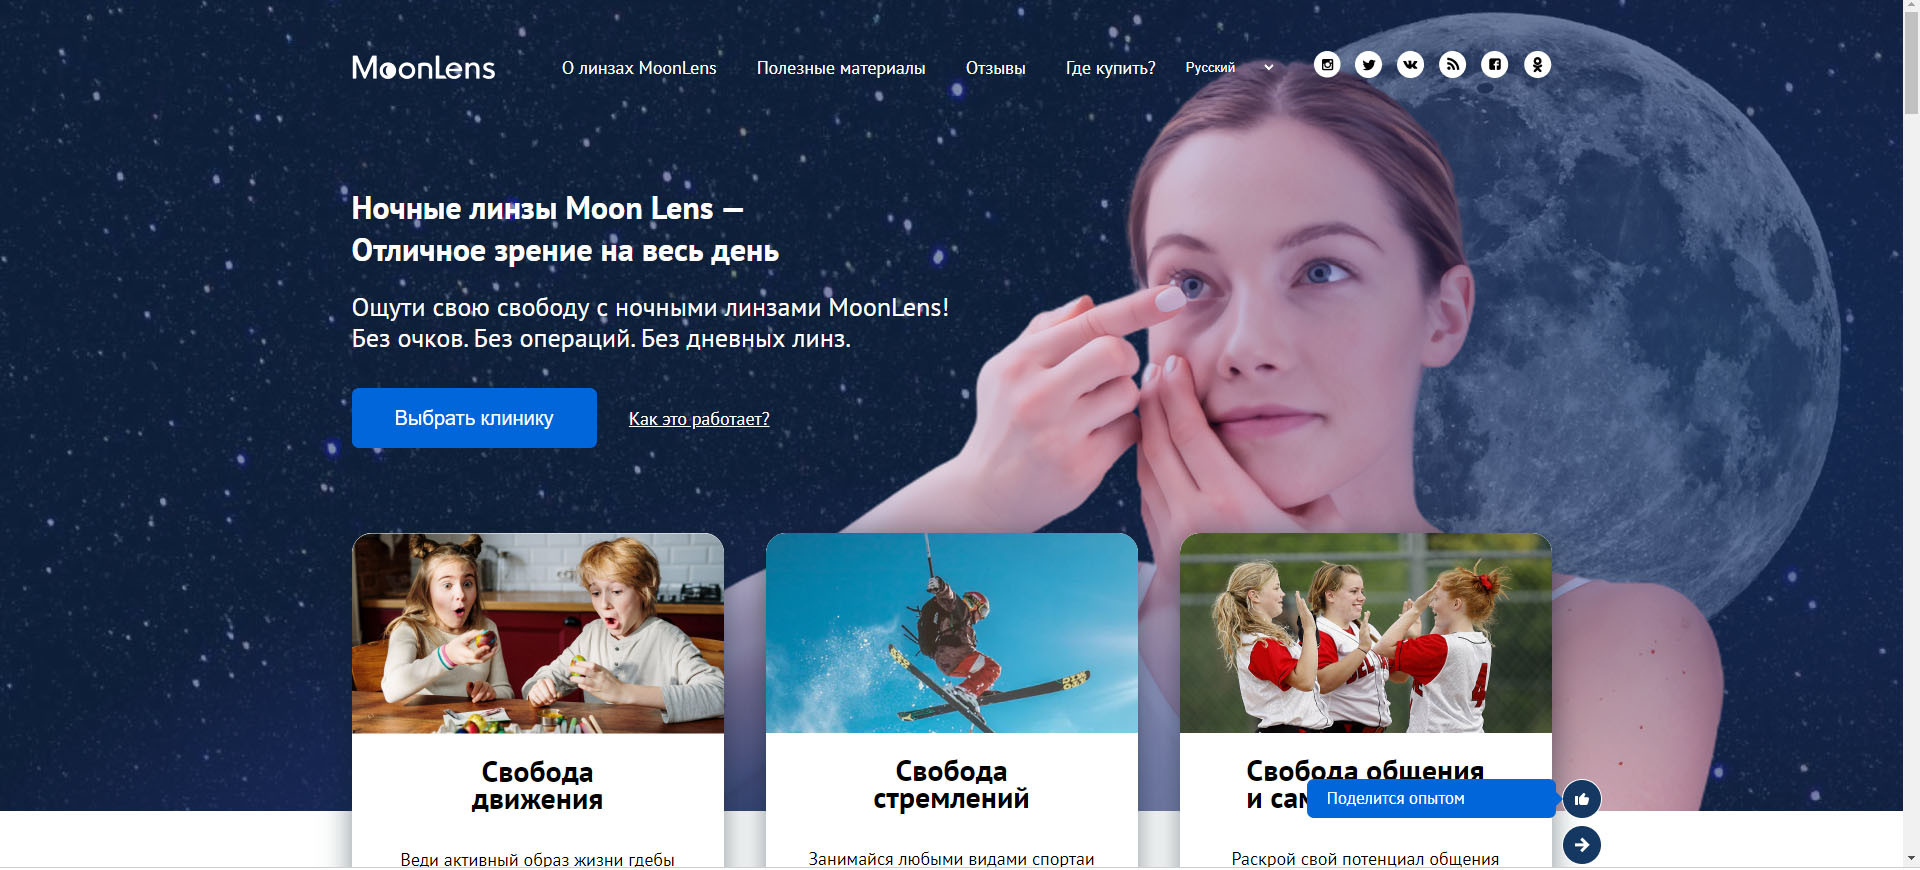 MoonLens
О линзах MoonLens
Полезные материалы
Отзывы
Где купить?
Русский
Ночные линзы Moon Lens —
Отличное зрение на весь день
Ощути свою свободу с ночными линзами MoonLens!
Без очков. Без операций. Без дневных линз.
Выбрать клинику
Как это работает?
Свобода
движения
Веди активный образ жизни гдебы
Свобода
стремлений
Занимайся любыми видами спортаи
4
Свобода общения
и сам
Поделится опытом
Раскрой свой потенциал общения